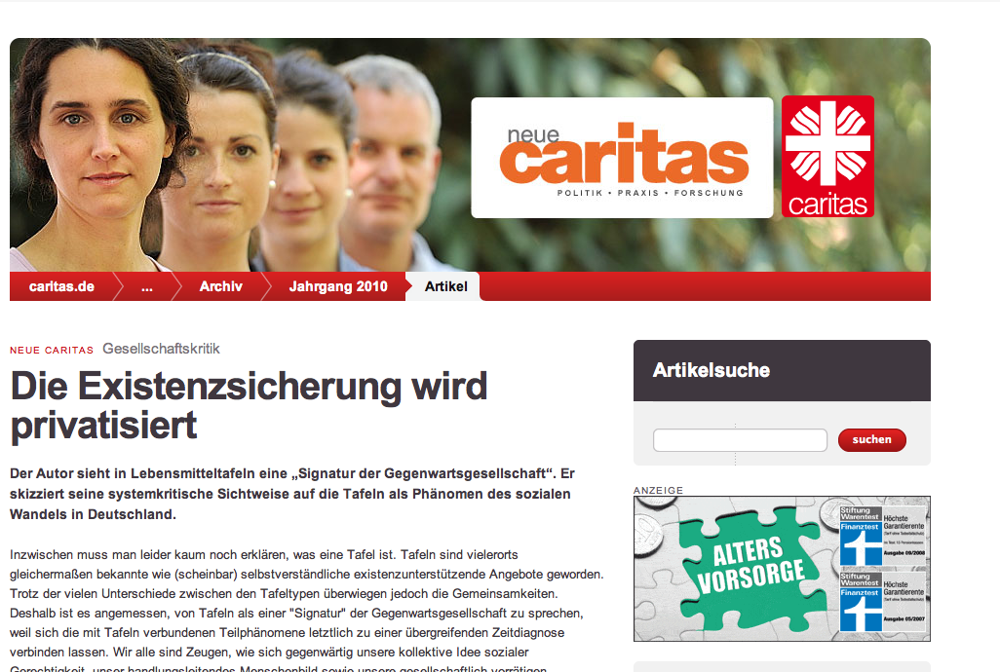 neue
caritas
POLITIK • PRAXIS • FORSCHUNG
caritas
caritas.de
...
Archiv
Jahrgang 2010
Artikel
NEUE CARITAS Gesellschaftskritik
Die Existenzsicherung wird
privatisiert
Der Autor sieht in Lebensmitteltafeln eine „Signatur der Gegenwartsgesellschaft“. Er
skizziert seine systemkritische Sichtweise auf die Tafeln als Phänomen des sozialen
Wandels in Deutschland.
Inzwischen muss man leider kaum noch erklären, was eine Tafel ist. Tafeln sind vielerorts
gleichermaßen bekannte wie (scheinbar) selbstverständliche existenzunterstützende Angebote geworden.
Trotz der vielen Unterschiede zwischen den Tafeltypen überwiegen jedoch die Gemeinsamkeiten.
Deshalb ist es angemessen, von Tafeln als einer "Signatur" der Gegenwartsgesellschaft zu sprechen,
weil sich die mit Tafeln verbundenen Teilphänomene letztlich zu einer übergreifenden Zeitdiagnose
verbinden lassen. Wir alle sind Zeugen, wie sich gegenwärtig unsere kollektive Idee sozialer
Gerechtigkeit, unser handlungsleitendes Menschenbild sowie unsere gesellschaftlich vorrätigen
Artikelsuche
suchen
ANZEIGE
ALTERS
VORSORGE
Stiftung
Warentest
Finanztest
1
Höchste
Garantierente
Ausgabe 09/2008
Stiftung
Warentest
Finanztest
1
Höchste
Garantierente
Ausgabe 05/2007